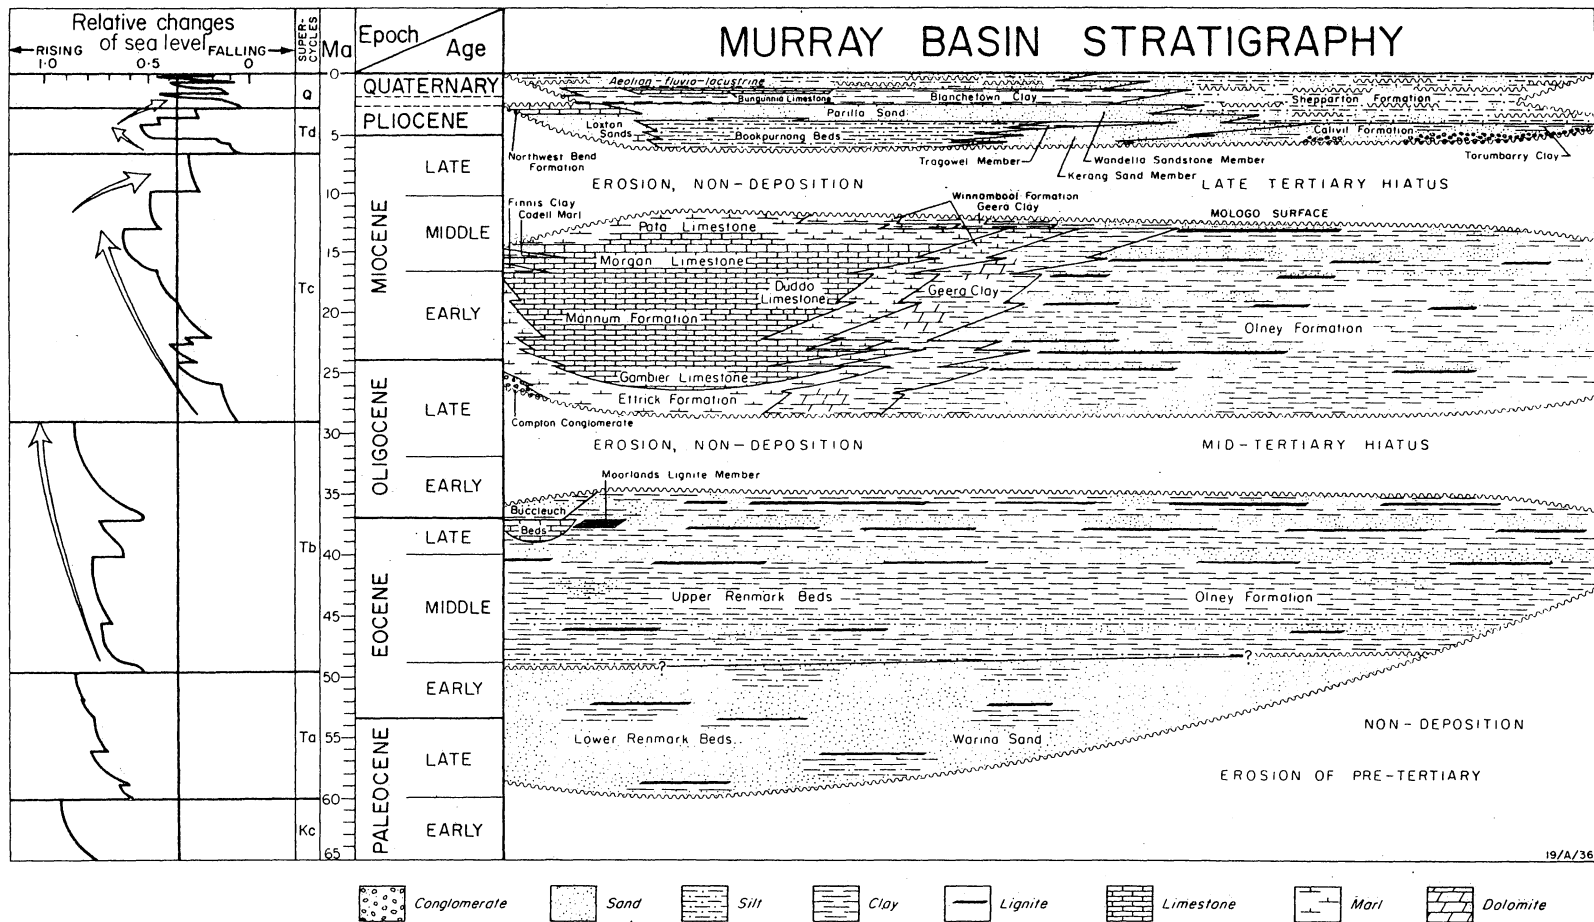 Relative changes
of sea level
RISING
FALLING
1·0
0·5
0
SUPER-
CYCLES
Ma
Epoch
Age
MURRAY BASIN STRATIGRAPHY
0
5
10
15
20
25
30
35
40
45
50
55
60
65
Q
Td
Tc
Tb
Ta
Kc
QUATERNARY
PLIOCENE
MIOCENE
LATE
MIDDLE
EARLY
OLIGOCENE
LATE
EARLY
EOCENE
LATE
MIDDLE
EARLY
PALEOCENE
LATE
EARLY
Aeolian-fluvio-lacustrine
Bungunnia Limestone
Blanchetown Clay
Shepparton Formation
Parilla Sand
Loxton
Sands
Bookpurnong Beds
Calivil Formation
Northwest Bend
Formation
Tragowel Member
Wandella Sandstone Member
Kerang Sand Member
Torumbarry Clay
EROSION, NON-DEPOSITION
LATE TERTIARY HIATUS
Finnis Clay
Cadell Marl
Winnambool Formation
Geera Clay
MOLOGO SURFACE
Pata Limestone
Morgan Limestone
Duddo
Limestone
Geera Clay
Mannum Formation
Olney Formation
Gambier Limestone
Ettrick Formation
Compton Conglomerate
EROSION, NON-DEPOSITION
MID-TERTIARY HIATUS
Moorlands Lignite Member
Buccleuch
Beds
Upper Renmark Beds
Olney Formation
?
?
Lower Renmark Beds
Warina Sand
NON-DEPOSITION
EROSION OF PRE-TERTIARY
19/A/36
Conglomerate
Sand
Silt
Clay
Lignite
Limestone
Marl
Dolomite